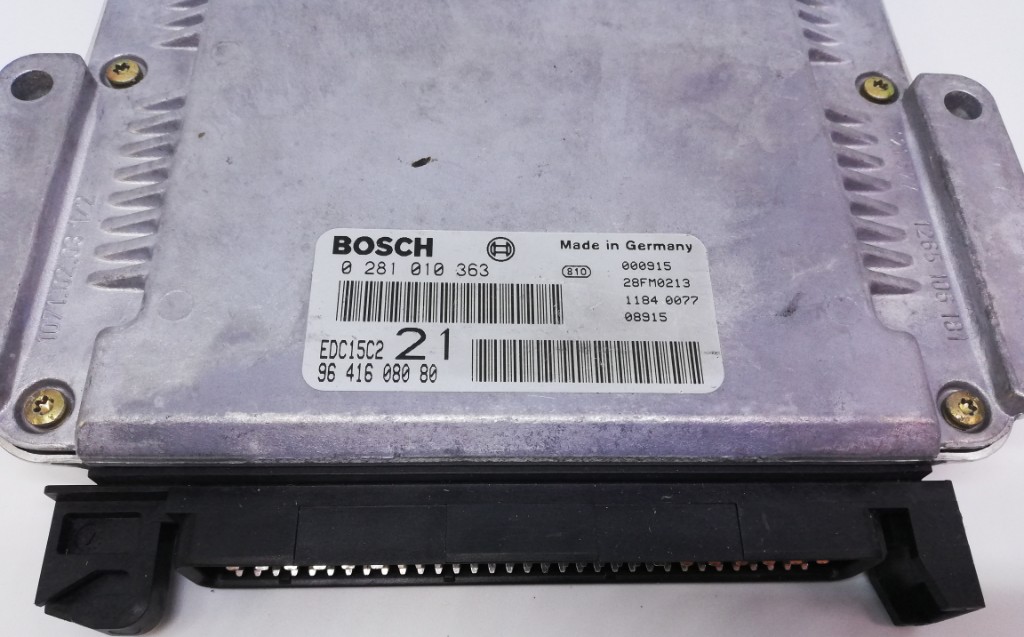 BOSCH
Made in Germany
0 281 010 363
810
000915
28FM0213
1184 0077
08915
EDC15C2 21
96 416 080 80